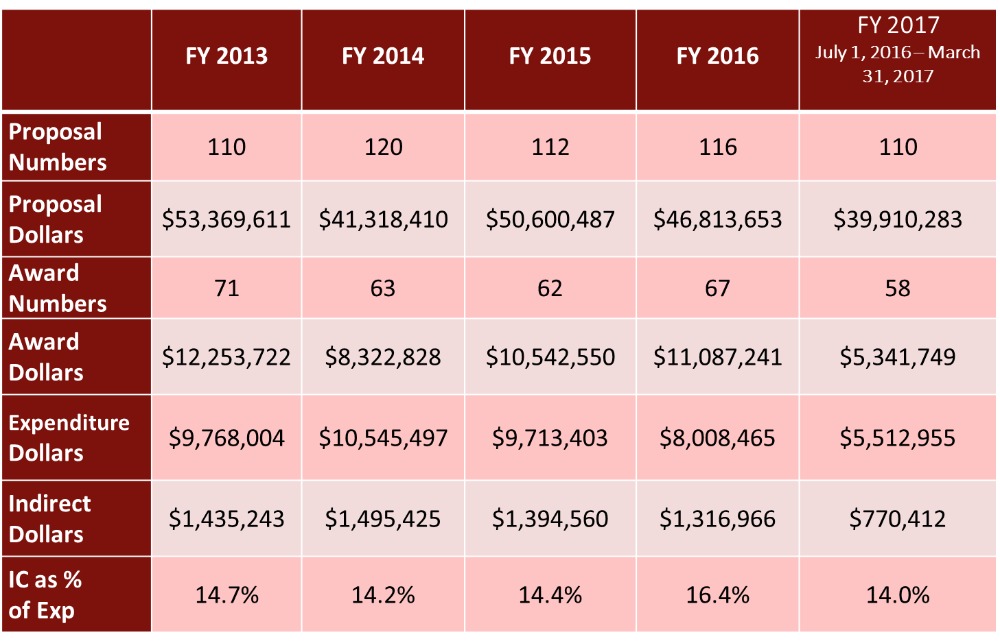 FY 2013 FY 2014 FY 2015 FY 2016 FY 2017
July 1, 2016 – March
31, 2017
Proposal
Numbers 110 120 112 116 110
Proposal
Dollars $53,369,611 $41,318,410 $50,600,487 $46,813,653 $39,910,283
Award
Numbers 71 63 62 67 58
Award
Dollars $12,253,722 $8,322,828 $10,542,550 $11,087,241 $5,341,749
Expenditure
Dollars $9,768,004 $10,545,497 $9,713,403 $8,008,465 $5,512,955
Indirect
Dollars $1,435,243 $1,495,425 $1,394,560 $1,316,966 $770,412
IC as %
of Exp 14.7% 14.2% 14.4% 16.4% 14.0%